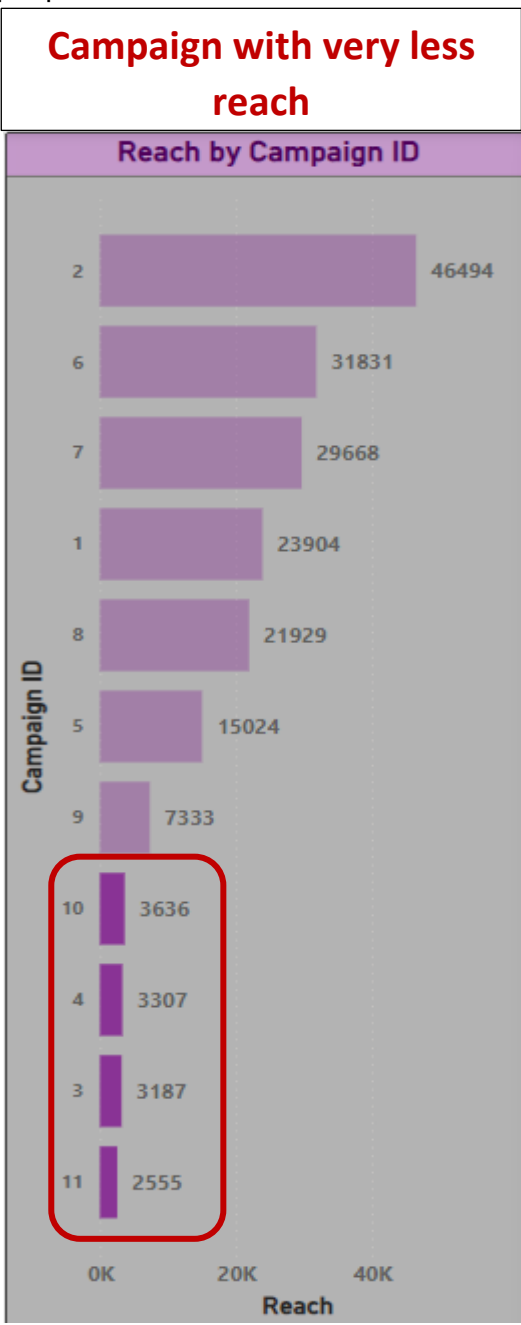 Campaign with very less
reach
Reach by Campaign ID
2 46494
6 31831
7 29668
1 23904
8 21929
5 15024
9 7333
10 3636
4 3307
3 3187
11 2555
Campaign ID
0K 20K 40K
Reach